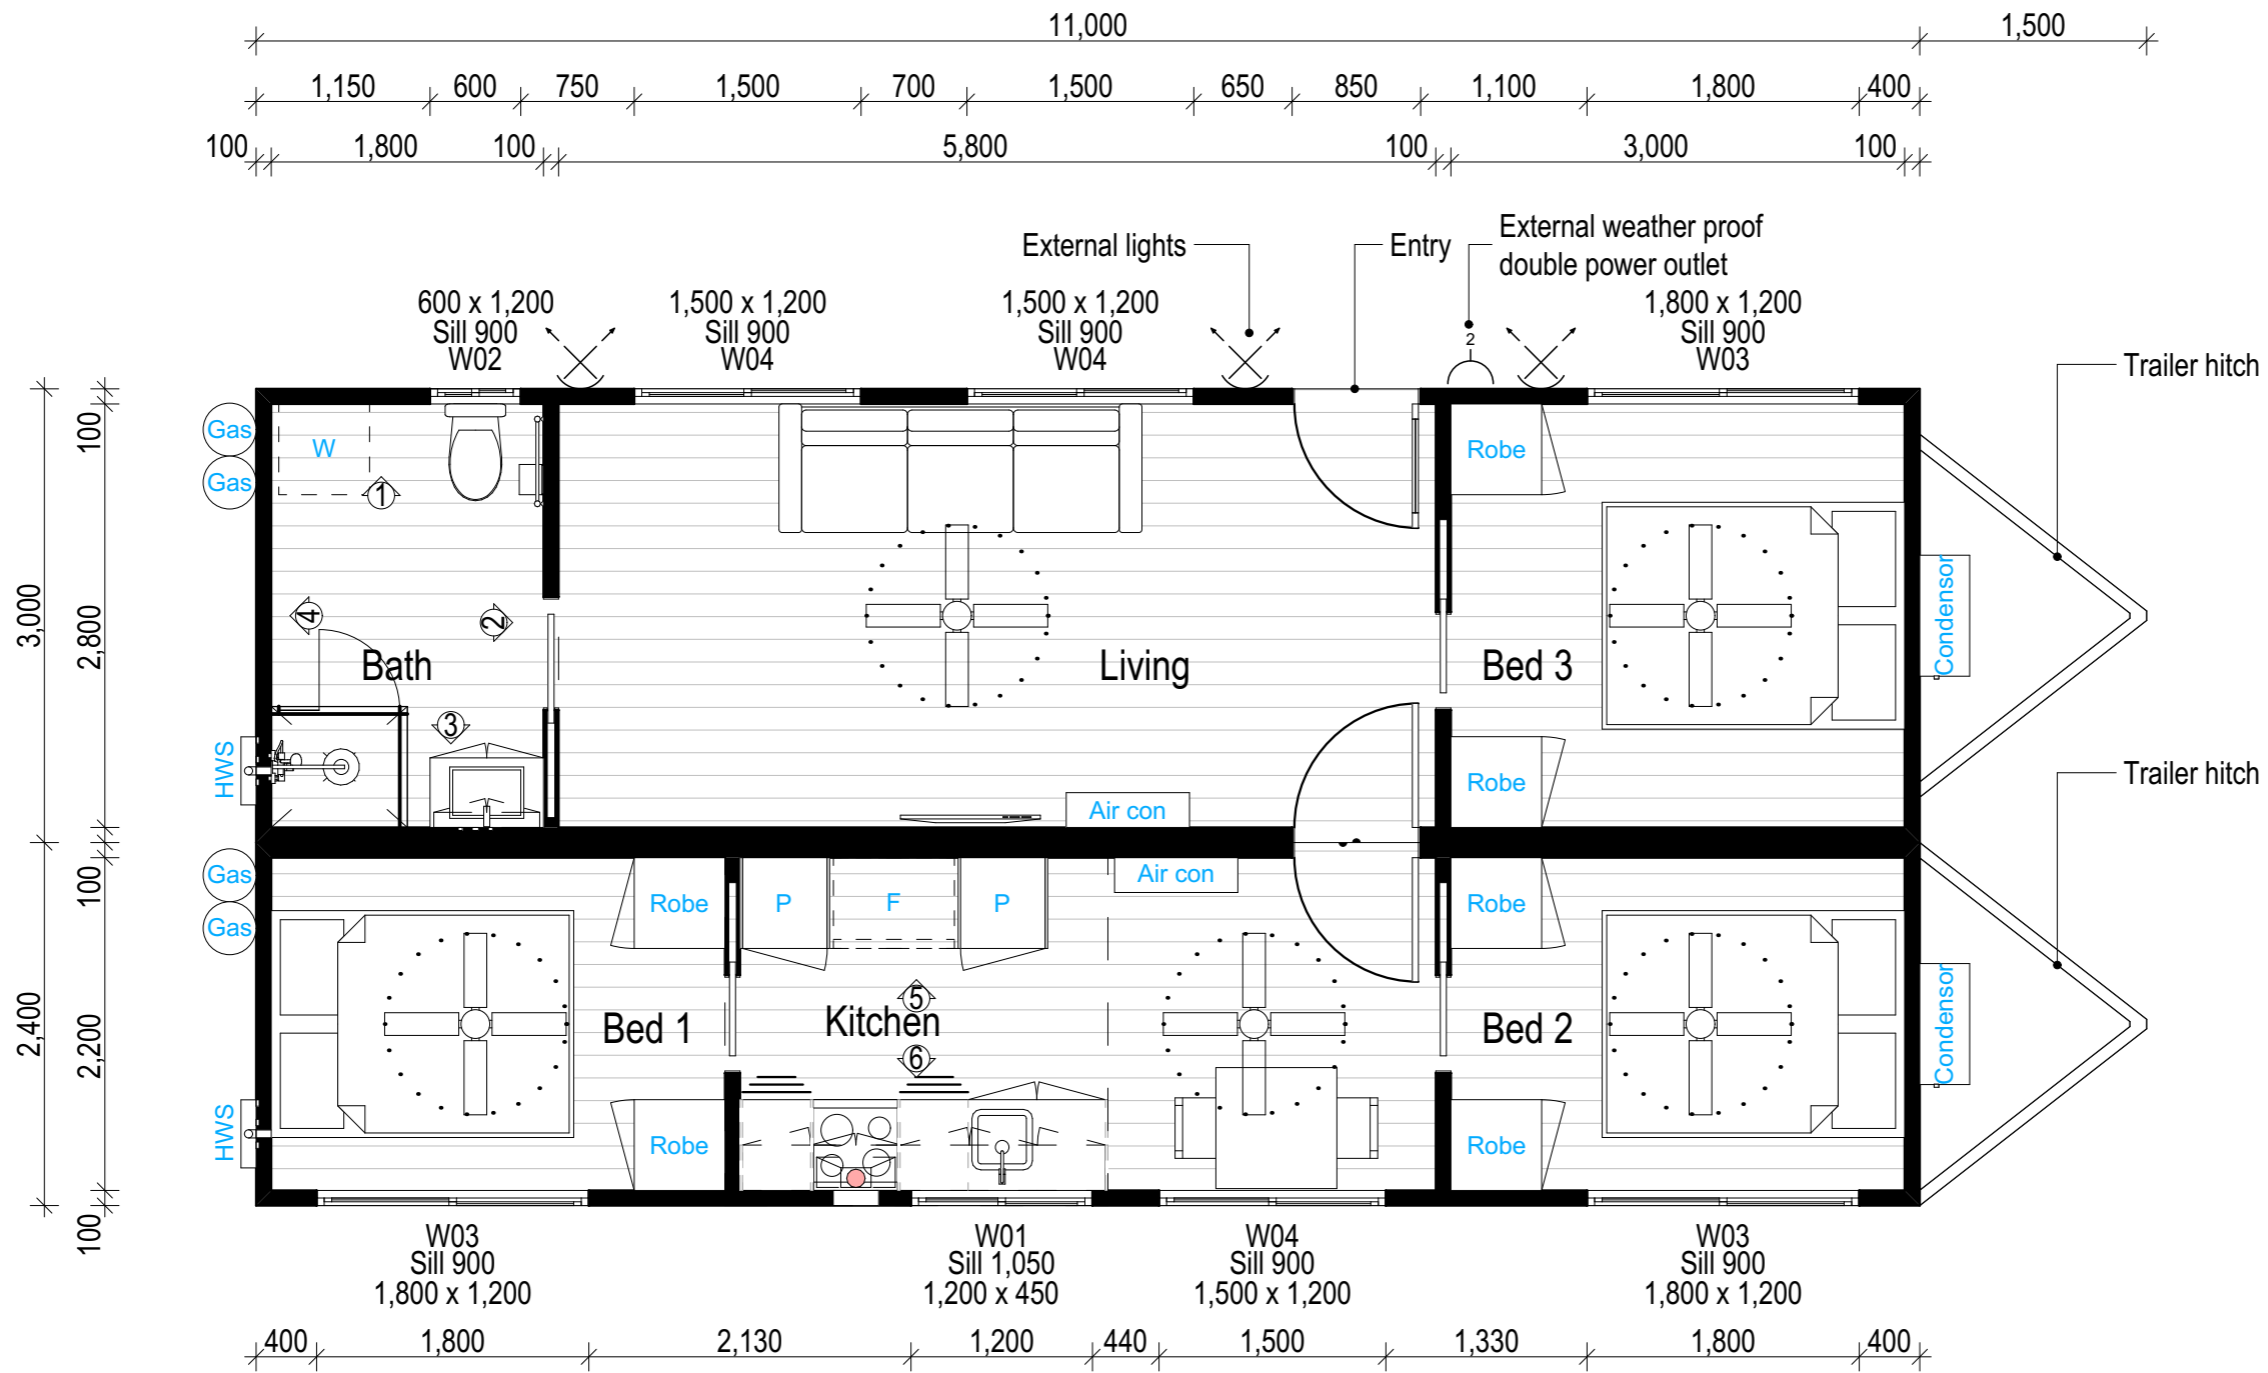 11,000
1,500
1,150
600
750
1,500
700
1,500
650
850
1,100
1,800
400
100
1,800
100
5,800
100
3,000
100
External lights
Entry
External weather proof
double power outlet
600 x 1,200
Sill 900
W02
1,500 x 1,200
Sill 900
W04
1,500 x 1,200
Sill 900
W04
2
1,800 x 1,200
Sill 900
W03
Trailer hitch
100
3,000
2,800
Gas
Gas
W
1
Robe
4
2
Bath
Living
Bed 3
Condensor
3
HWS
Robe
Air con
Trailer hitch
100
2,400
2,200
100
Gas
Gas
Robe
P
F
P
Air con
Robe
5
Bed 1
Kitchen
Bed 2
Condensor
6
HWS
Robe
Robe
W03
Sill 900
1,800 x 1,200
W01
Sill 1,050
1,200 x 450
W04
Sill 900
1,500 x 1,200
W03
Sill 900
1,800 x 1,200
400
1,800
2,130
1,200
440
1,500
1,330
1,800
400